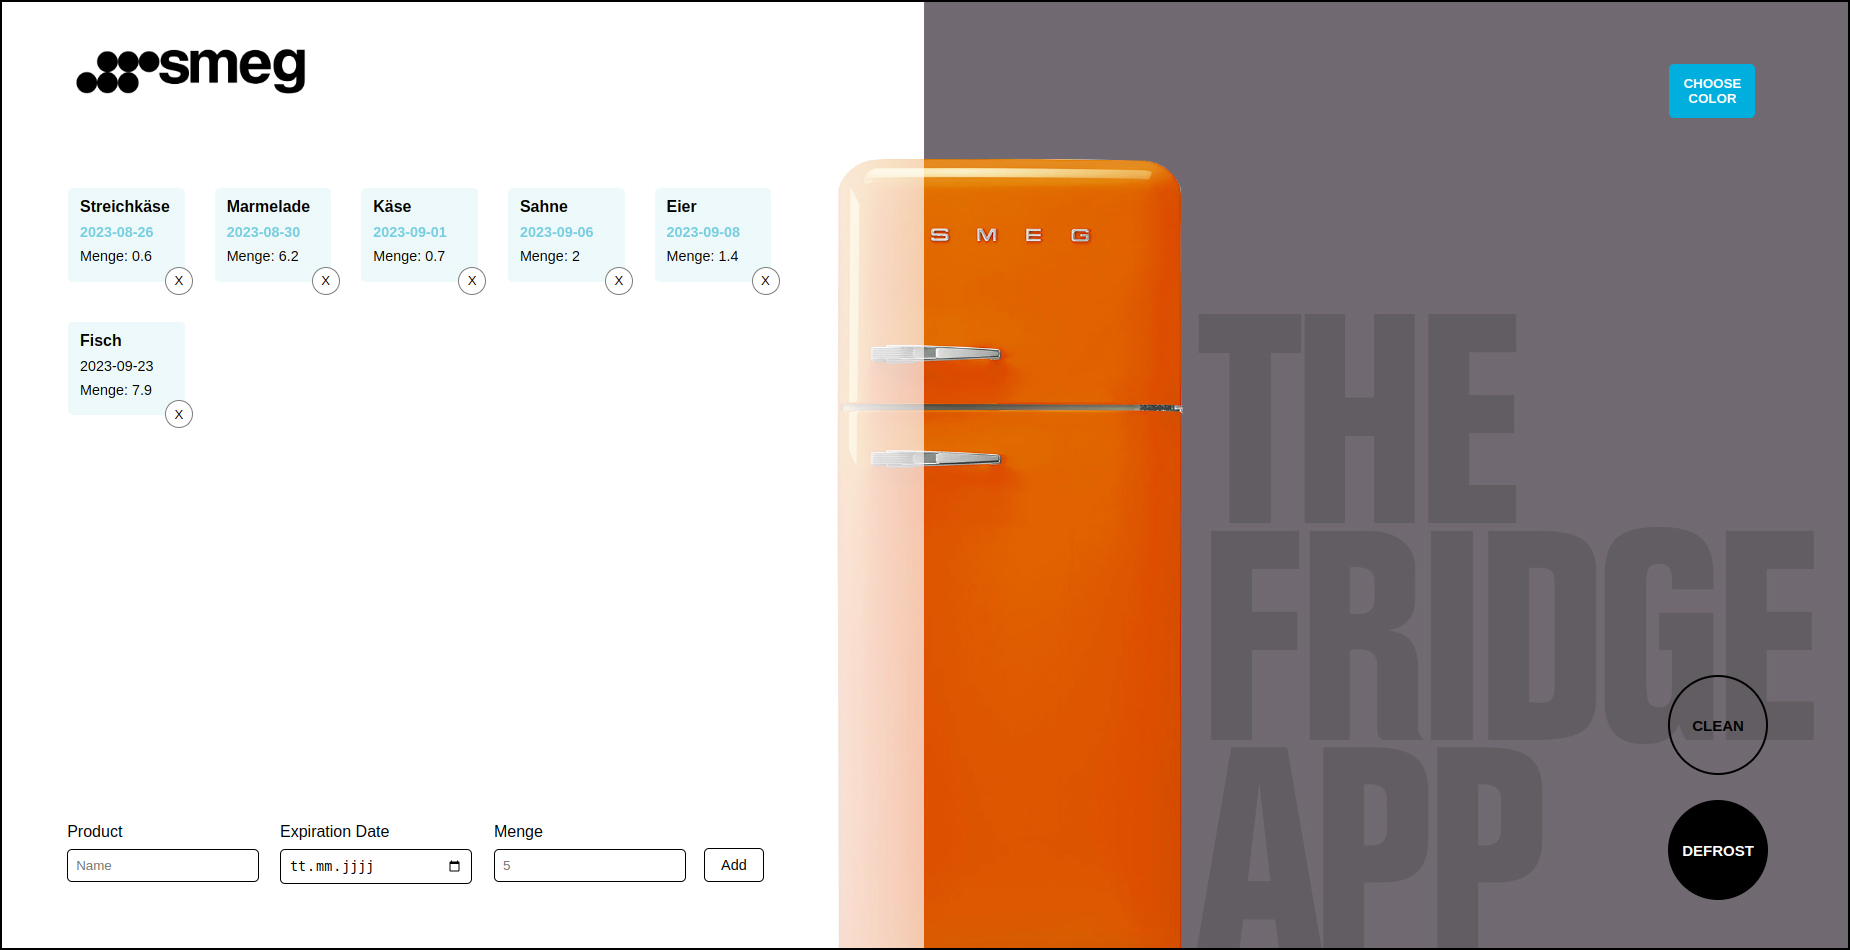 smeg
CHOOSE
COLOR
Streichkäse
2023-08-26
Menge: 0.6
X
Marmelade
2023-08-30
Menge: 6.2
X
Käse
2023-09-01
Menge: 0.7
X
Sahne
2023-09-06
Menge: 2
X
Eier
2023-09-08
Menge: 1.4
X
Fisch
2023-09-23
Menge: 7.9
X
SMEG
THE
FRIDGE
APP
CLEAN
DEFROST
Product
Name
Expiration Date
tt.mm.jjjj
Menge
5
Add